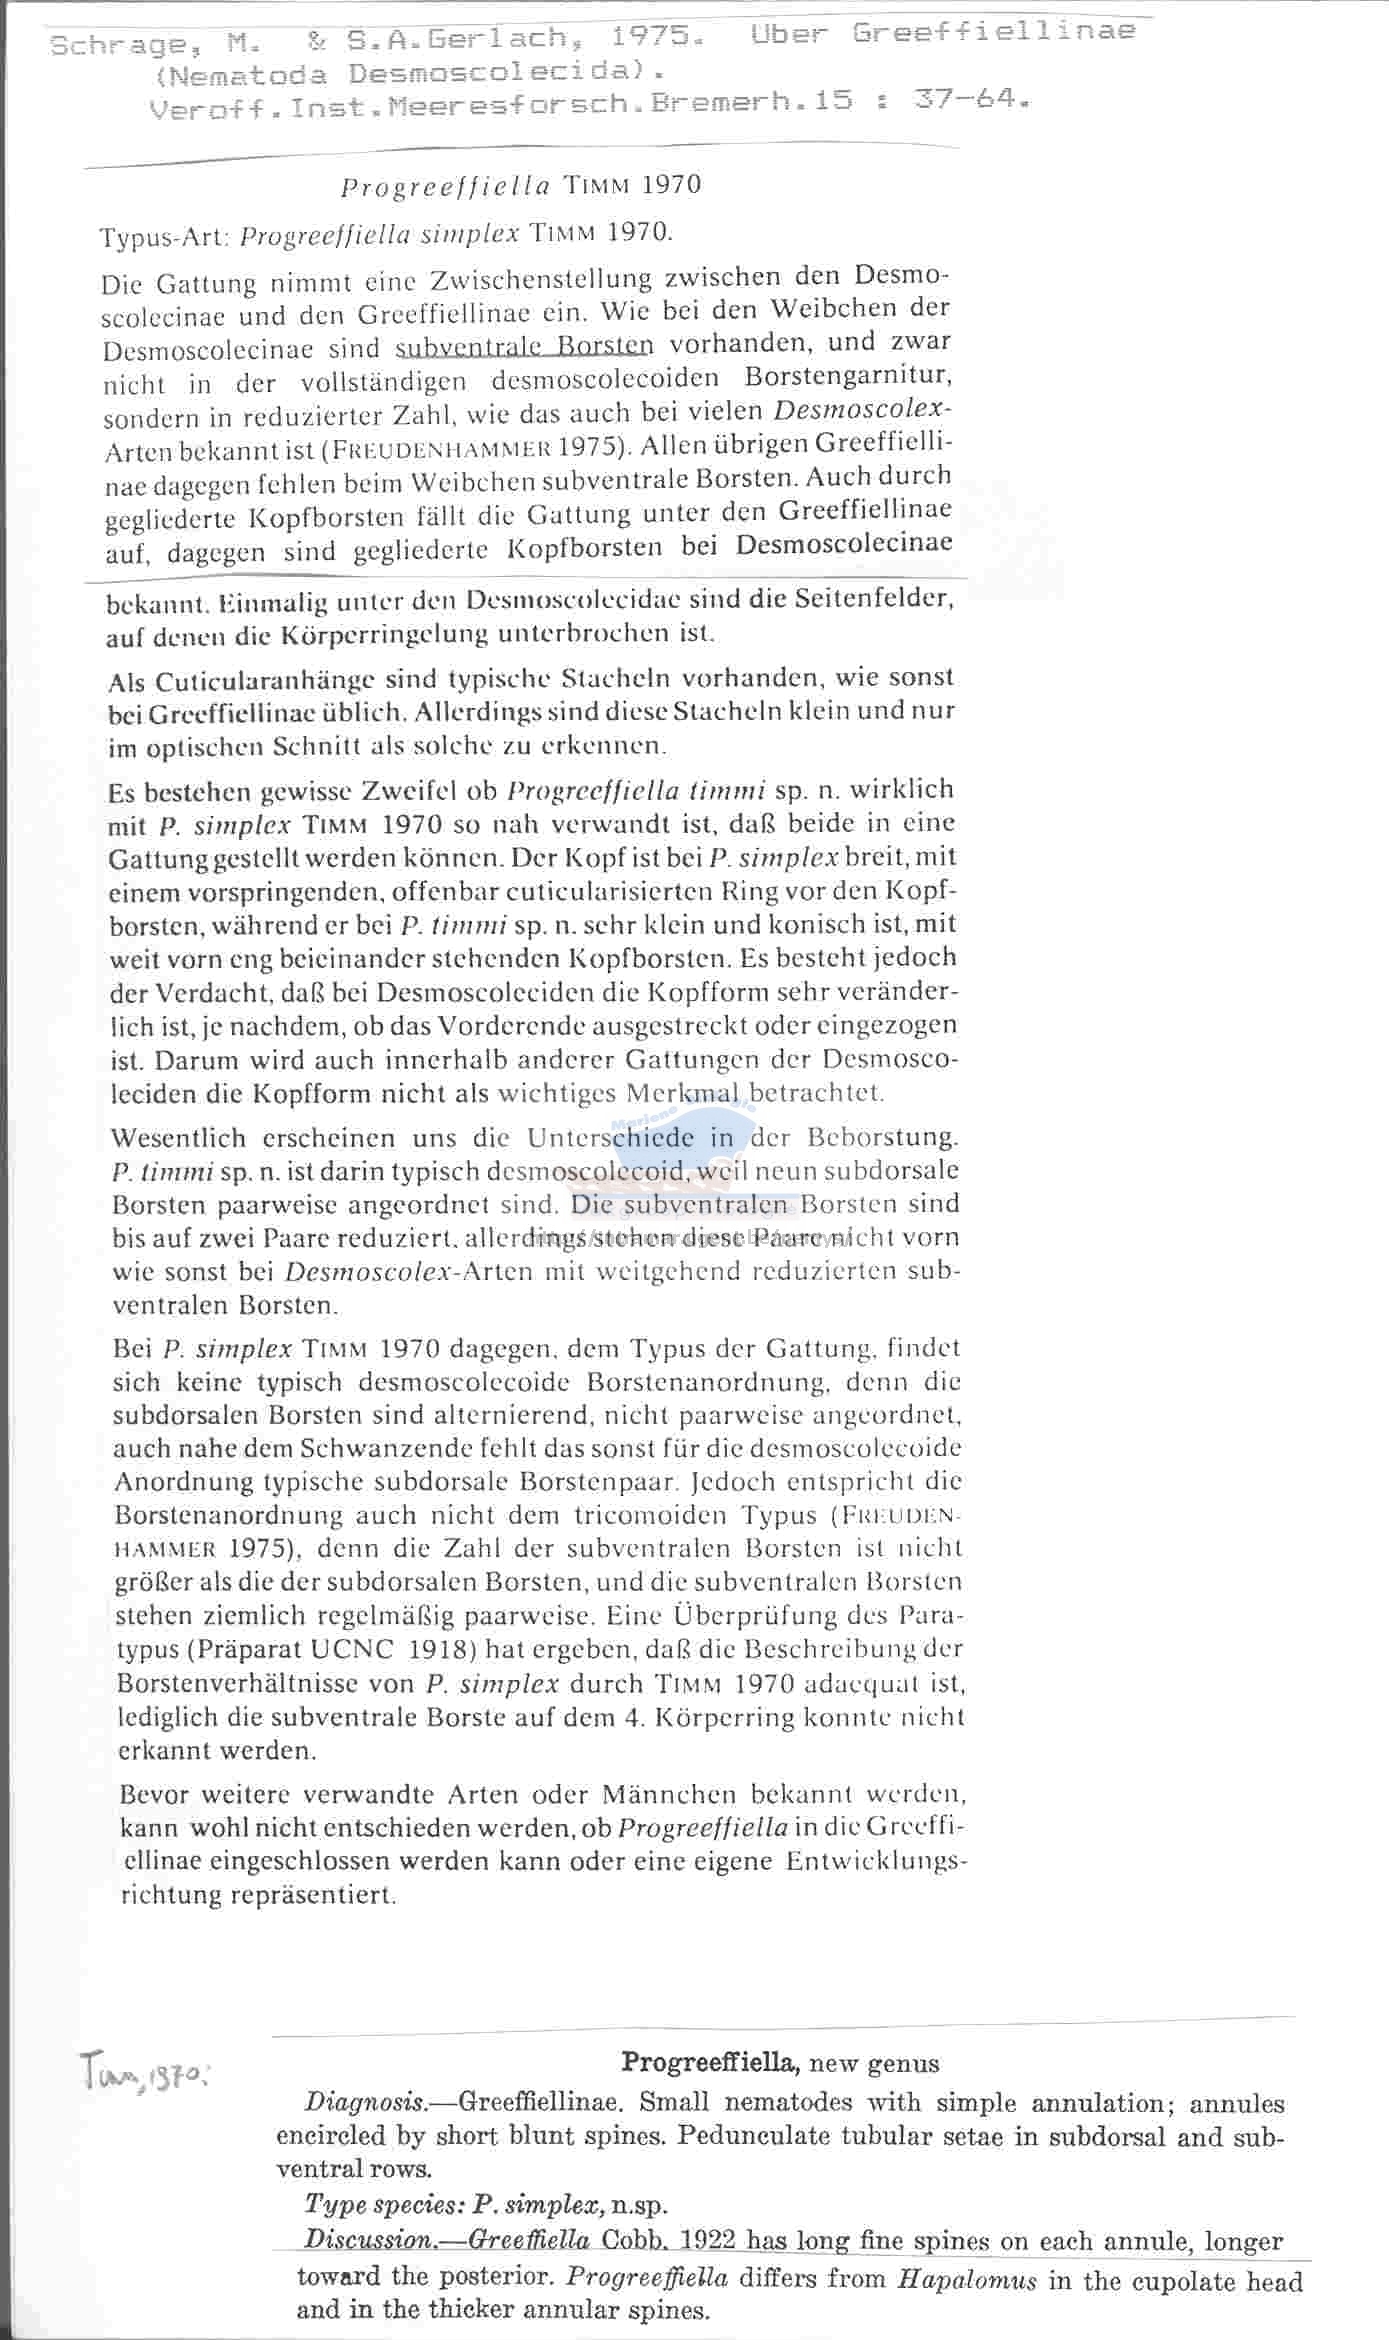 Schrage, M. & S.A.Gerlach, 1975. Uber Greeffiellinae
(Nematoda Desmoscolecida).
Veroff.Inst.Meeresforsch.Bremerh.15 : 37-64.
Progreeffiella TIMM 1970
Typus-Art: Progreeffiella simplex TIMM 1970.
Die Gattung nimmt eine Zwischenstellung zwischen den Desmo-
scolecinae und den Greeffiellinae ein. Wie bei den Weibchen der
Desmoscolecinae sind subventrale Borsten vorhanden, und zwar
nicht in der vollständigen desmoscolecoiden Borstengarnitur,
sondern in reduzierter Zahl, wie das auch bei vielen Desmoscolex-
Arten bekannt ist (FREUDENHAMMER 1975). Allen übrigen Greeffielli-
nae dagegen fehlen beim Weibchen subventrale Borsten. Auch durch
gegliederte Kopfborsten fällt die Gattung unter den Greeffiellinae
auf, dagegen sind gegliederte Kopfborsten bei Desmoscolecinae
bekannt. Einmalig unter den Desmoscolecidae sind die Seitenfelder,
auf denen die Körperringelung unterbrochen ist.
Als Cuticularanhänge sind typische Stacheln vorhanden, wie sonst
bei Greeffiellinae üblich. Allerdings sind diese Stacheln klein und nur
im optischen Schnitt als solche zu erkennen.
Es bestehen gewisse Zweifel ob Progreeffiella timmi sp. n. wirklich
mit P. simplex TIMM 1970 so nah verwandt ist, daß beide in eine
Gattung gestellt werden können. Der Kopf ist bei P. simplex breit, mit
einem vorspringenden, offenbar cuticularisierten Ring vor den Kopf-
borsten, während er bei P. timmi sp. n. sehr klein und konisch ist, mit
weit vorn eng beieinander stehenden Kopfborsten. Es besteht jedoch
der Verdacht, daß bei Desmoscoleciden die Kopfform sehr veränder-
lich ist, je nachdem, ob das Vorderende ausgestreckt oder eingezogen
ist. Darum wird auch innerhalb anderer Gattungen der Desmosco-
leciden die Kopfform nicht als wichtiges Merkmal betrachtet.
Wesentlich erscheinen uns die Unterschiede in der Beborstung.
P. timmi sp. n. ist darin typisch desmoscolecoid, weil neun subdorsale
Borsten paarweise angeordnet sind. Die subventralen Borsten sind
bis auf zwei Paare reduziert, allerdings stehen diese Paare nicht vorn
wie sonst bei Desmoscolex-Arten mit weitgehend reduzierten sub-
ventralen Borsten.
Bei P. simplex TIMM 1970 dagegen, dem Typus der Gattung, findet
sich keine typisch desmoscolecoide Borstenanordnung, denn die
subdorsalen Borsten sind alternierend, nicht paarweise angeordnet,
auch nahe dem Schwanzende fehlt das sonst für die desmoscolecoide
Anordnung typische subdorsale Borstenpaar. Jedoch entspricht die
Borstenanordnung auch nicht dem tricomoiden Typus (FREUDEN-
HAMMER 1975), denn die Zahl der subventralen Borsten ist nicht
größer als die der subdorsalen Borsten, und die subventralen Borsten
stehen ziemlich regelmäßig paarweise. Eine Überprüfung des Para-
typus (Präparat UCNC 1918) hat ergeben, daß die Beschreibung der
Borstenverhältnisse von P. simplex durch TIMM 1970 adaequat ist,
lediglich die subventrale Borste auf dem 4. Körperring konnte nicht
erkannt werden.
Bevor weitere verwandte Arten oder Männchen bekannt werden,
kann wohl nicht entschieden werden, ob Progreeffiella in die Greeffi-
ellinae eingeschlossen werden kann oder eine eigene Entwicklungs-
richtung repräsentiert.
Timm, 1970:
Progreeffiella, new genus
Diagnosis.—Greeffiellinae. Small nematodes with simple annulation; annules
encircled by short blunt spines. Pedunculate tubular setae in subdorsal and sub-
ventral rows.
Type species: P. simplex, n.sp.
Discussion.—Greeffiella Cobb, 1922 has long fine spines on each annule, longer
toward the posterior. Progreeffiella differs from Hapalomus in the cupolate head
and in the thicker annular spines.